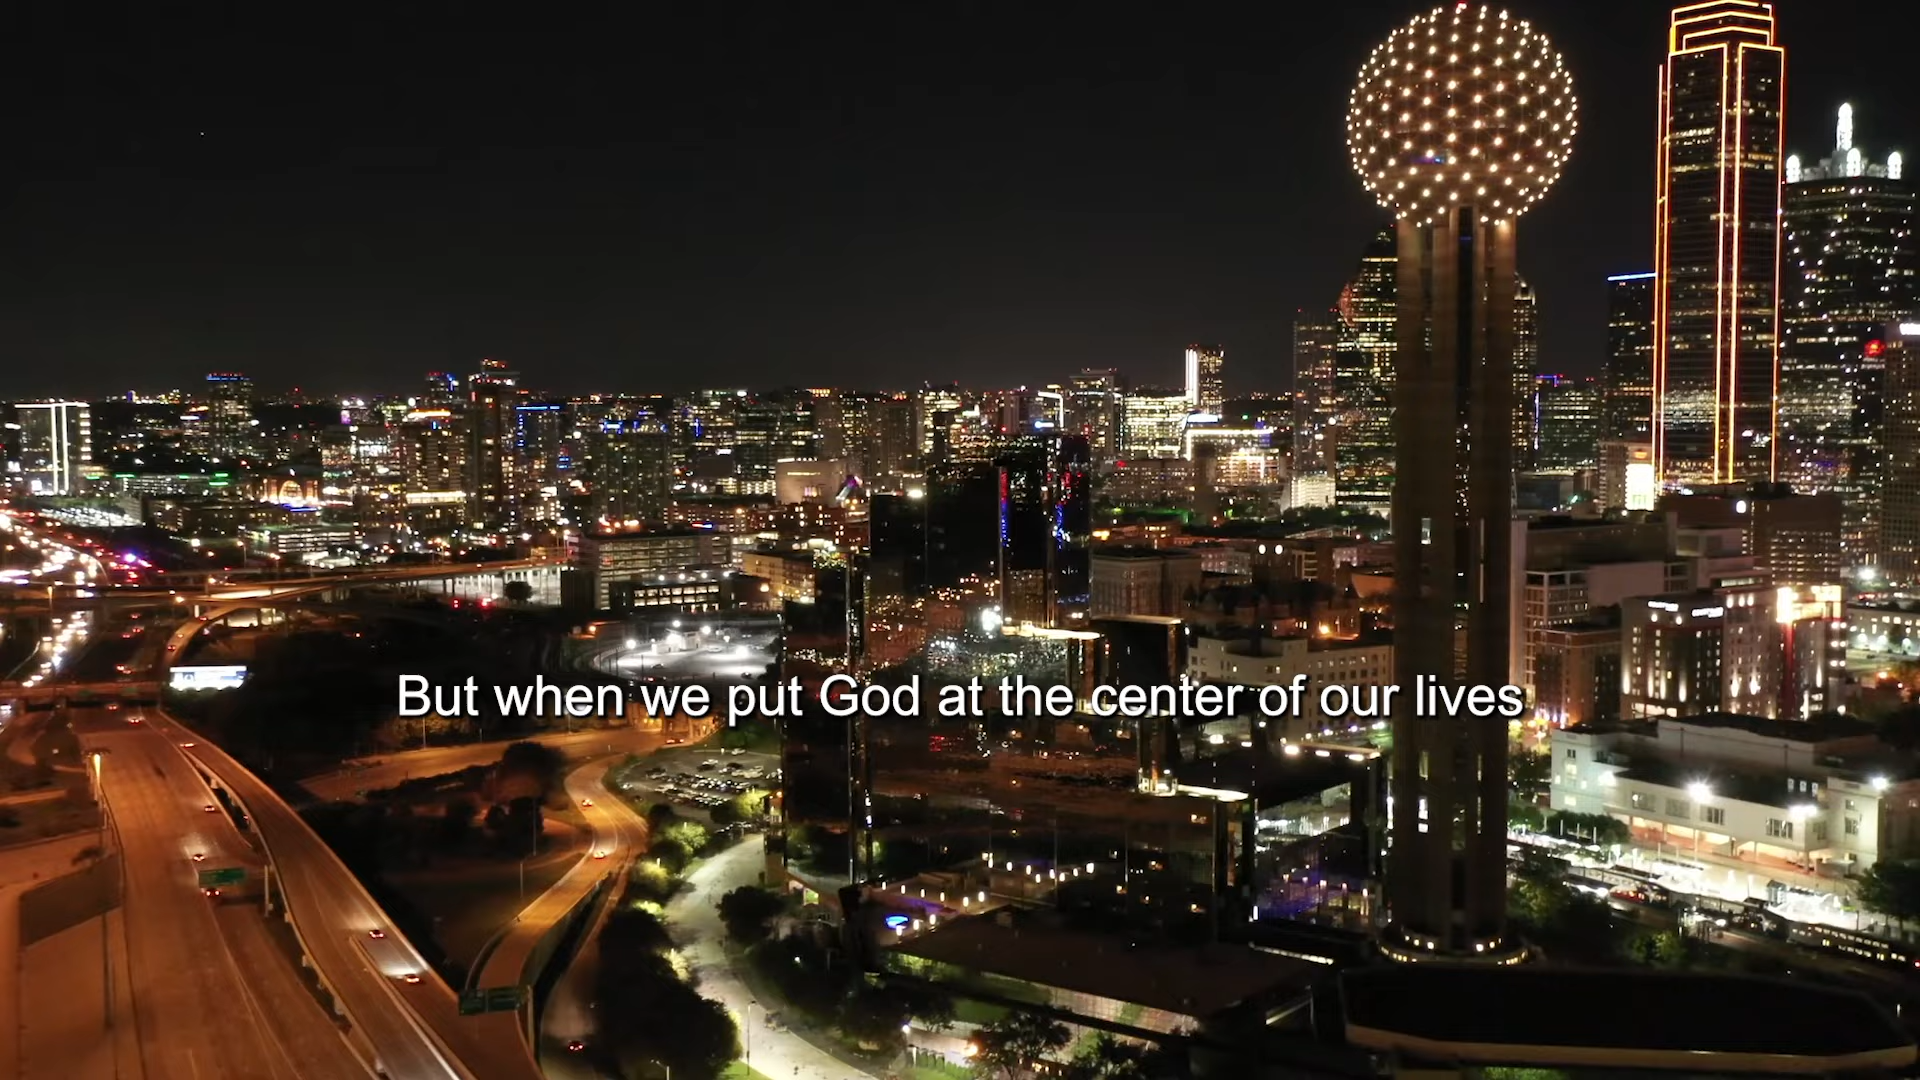 But when we put God at the center of our lives